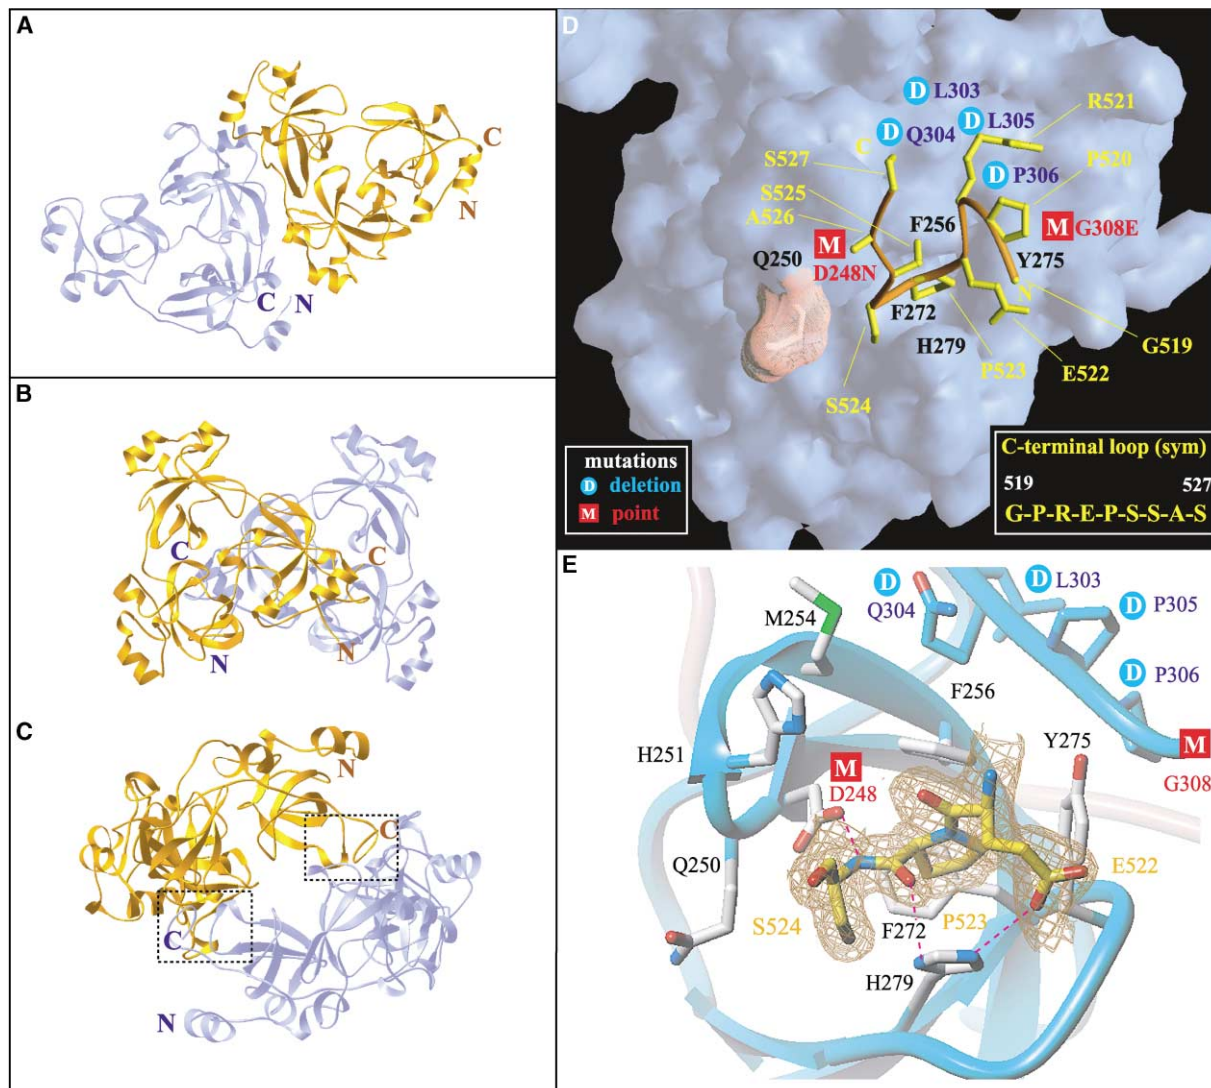 A
C
N
C N
B
C
C
N
N
C
N
C
C
N
D
D L303
D L305
R521
D Q304
C
P520
S527
D P306
S525
A526
F256
M G308E
M
Q250
D248N
Y275
N
F272
H279
G519
P523
E522
S524
mutations
D deletion
M point
C-terminal loop (sym)
519 527
G-P-R-E-P-S-S-A-S
E
D
Q304
D L303
D P305
M254
D P306
F256
Y275
M
G308
H251
M
D248
Q250
E522
S524
F272
P523
H279